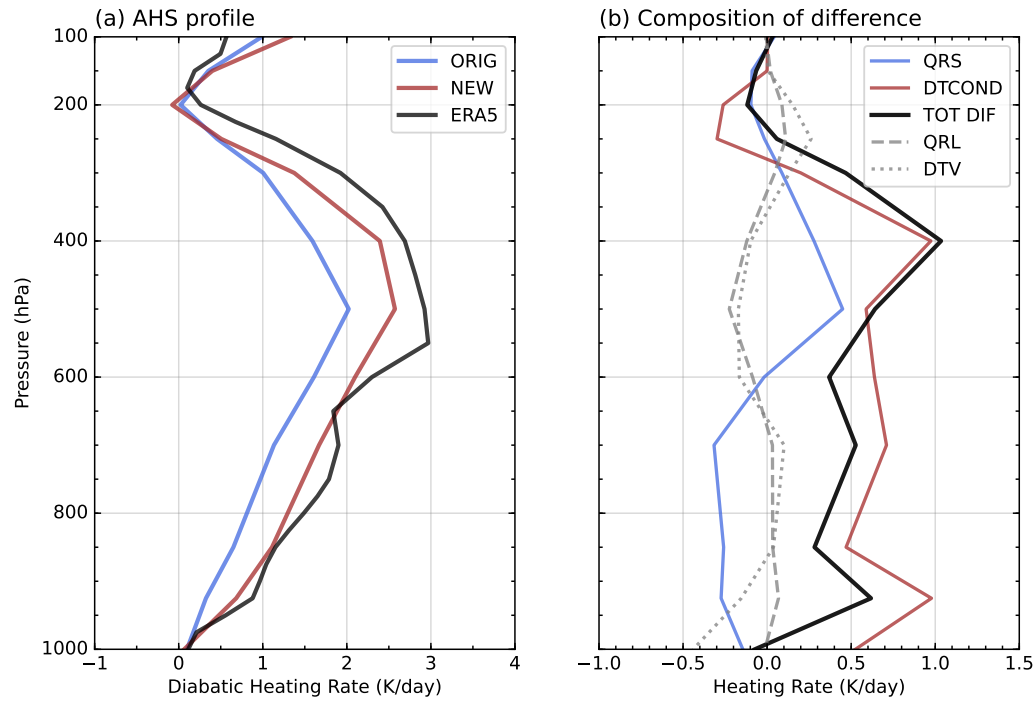 (a) AHS profile
100
200
400
600
800
1000
Pressure (hPa)
−1
0
1
2
3
4
Diabatic Heating Rate (K/day)
ORIG
NEW
ERA5
(b) Composition of difference
QRS
DTCOND
TOT DIF
QRL
DTV
−1.0
−0.5
0.0
0.5
1.0
1.5
Heating Rate (K/day)